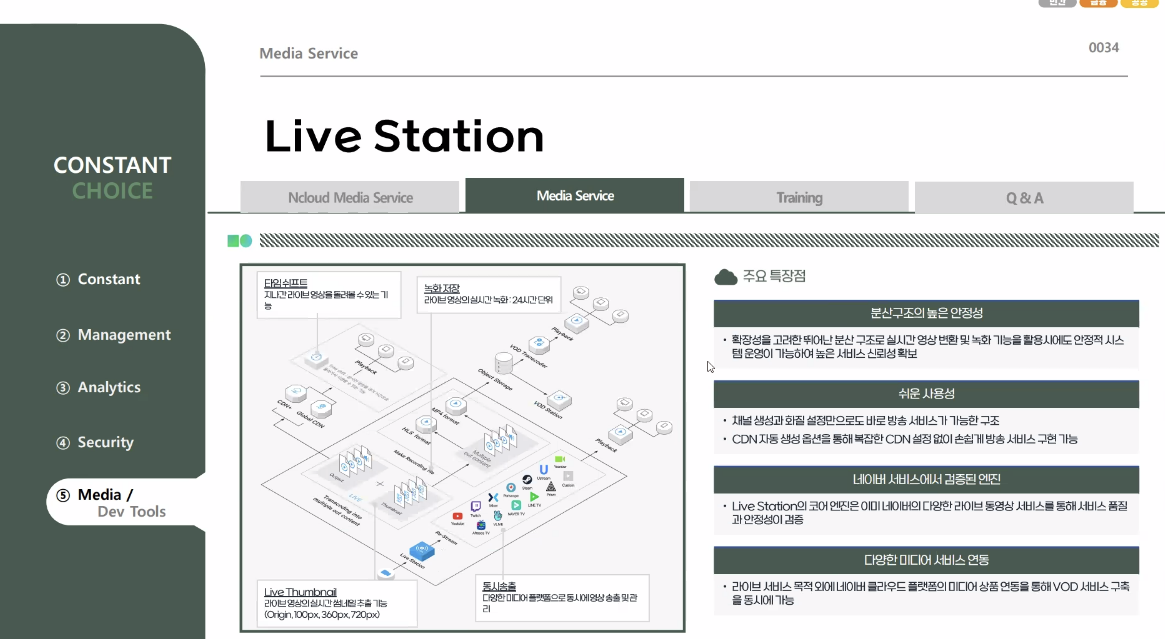 민간
금융
공공
Media Service
0034
Live Station
CONSTANT
CHOICE
① Constant
② Management
③ Analytics
④ Security
⑤ Media /
Dev Tools
Ncloud Media Service
Media Service
Training
Q & A
타임 쉬프트
지나간 라이브 영상을 돌려볼 수 있는 기
능
녹화 저장
라이브 영상의 실시간 녹화 : 24시간 단위
Playback
VOD Transcoder
Object Storage
VOD Station
Playback
Playback
CDN+
Global CDN
MP4 format
HLS format
Make Recording file
Multiple
out content
Output
LIVE
Thumbnail
Transcoding into
multiple out content
Youtube
Twitch
AfreecaTV
VLIVE
NAVER TV
LINE TV
Steam
Ustream
Custom
Re-Stream
Live Station
Live Thumbnail
라이브 영상의 실시간 썸네일 추출 기능
(Origin, 100px, 360px, 720px)
동시송출
다양한 미디어 플랫폼으로 동시에 영상 송출 및 관
리
주요 특장점
분산구조의 높은 안정성
• 확장성을 고려한 뛰어난 분산 구조로 실시간 영상 변환 및 녹화 기능을 활용시에도 안정적 시스
템 운영이 가능하여 높은 서비스 신뢰성 확보
쉬운 사용성
• 채널 생성과 화질 설정만으로도 바로 방송 서비스가 가능한 구조
• CDN 자동 생성 옵션을 통해 복잡한 CDN 설정 없이 손쉽게 방송 서비스 구현 가능
네이버 서비스에서 검증된 엔진
• Live Station의 코어 엔진은 이미 네이버의 다양한 라이브 동영상 서비스를 통해 서비스 품질
과 안정성이 검증
다양한 미디어 서비스 연동
• 라이브 서비스 목적 외에 네이버 클라우드 플랫폼의 미디어 상품 연동을 통해 VOD 서비스 구축
을 동시에 가능